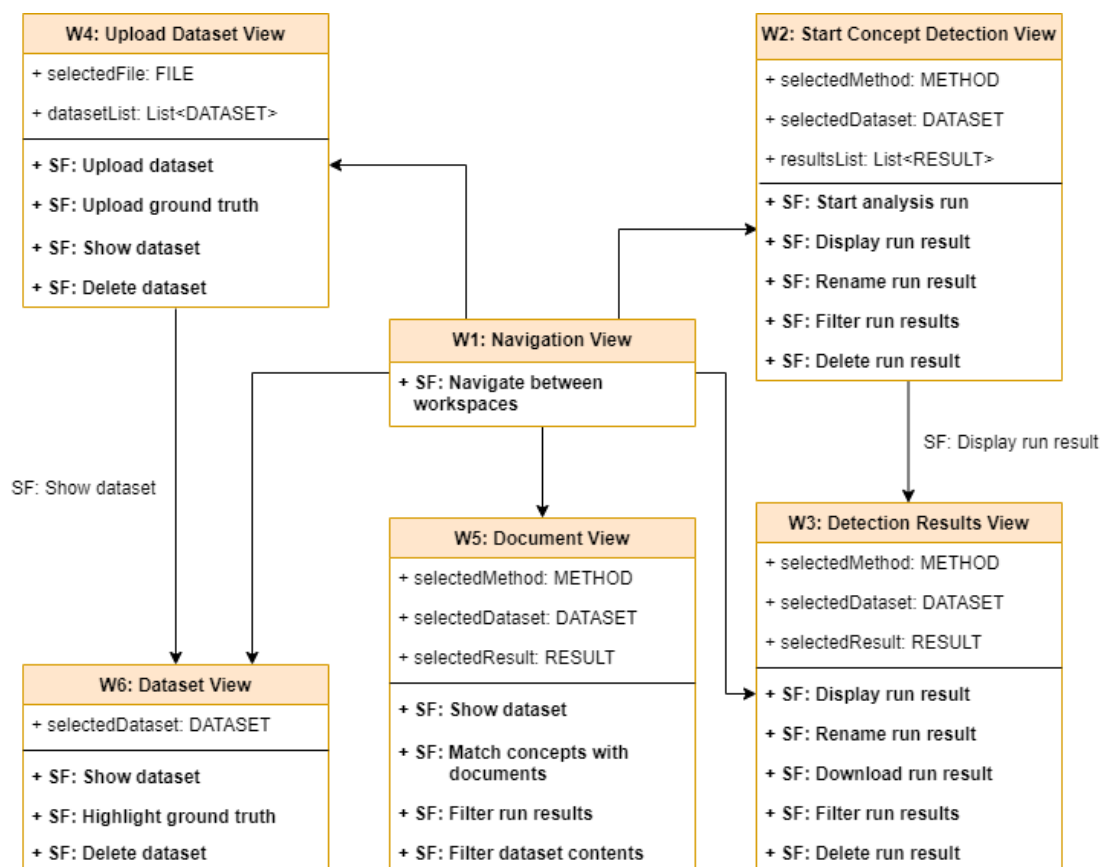 W4: Upload Dataset View
+ selectedFile: FILE
+ datasetList: List<DATASET>
+ SF: Upload dataset
+ SF: Upload ground truth
+ SF: Show dataset
+ SF: Delete dataset
W2: Start Concept Detection View
+ selectedMethod: METHOD
+ selectedDataset: DATASET
+ resultsList: List<RESULT>
+ SF: Start analysis run
+ SF: Display run result
+ SF: Rename run result
+ SF: Filter run results
+ SF: Delete run result
W1: Navigation View
+ SF: Navigate between
workspaces
SF: Show dataset
SF: Display run result
W6: Dataset View
+ selectedDataset: DATASET
+ SF: Show dataset
+ SF: Highlight ground truth
+ SF: Delete dataset
W5: Document View
+ selectedMethod: METHOD
+ selectedDataset: DATASET
+ selectedResult: RESULT
+ SF: Show dataset
+ SF: Match concepts with
documents
+ SF: Filter run results
+ SF: Filter dataset contents
W3: Detection Results View
+ selectedMethod: METHOD
+ selectedDataset: DATASET
+ selectedResult: RESULT
+ SF: Display run result
+ SF: Rename run result
+ SF: Download run result
+ SF: Filter run results
+ SF: Delete run result